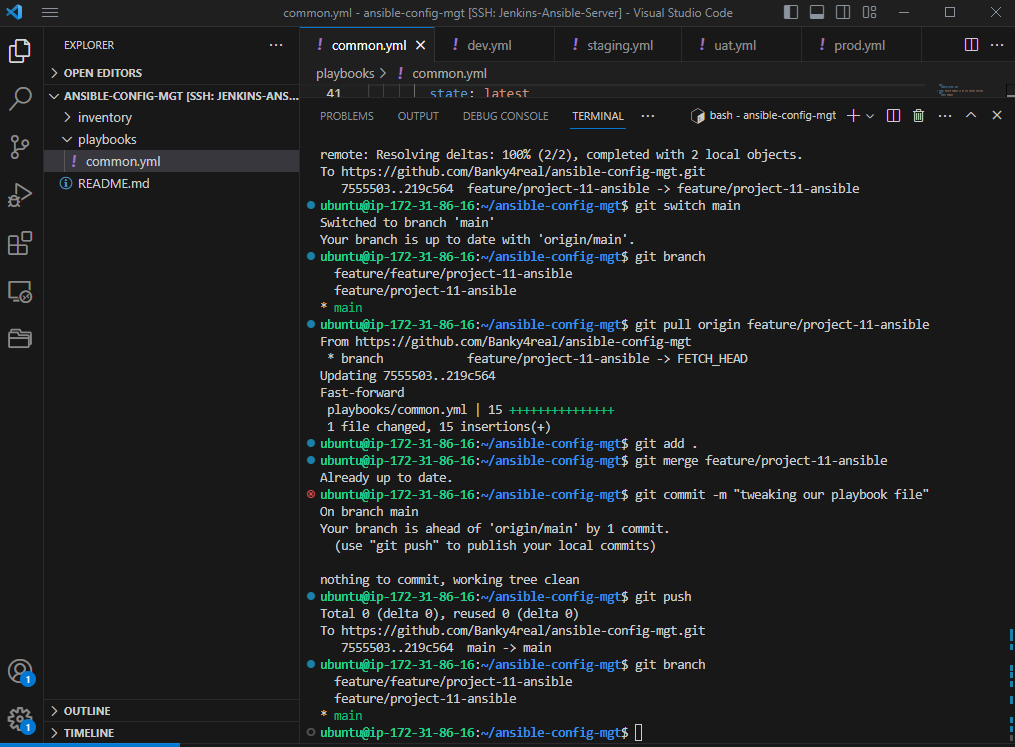 common.yml - ansible-config-mgt [SSH: Jenkins-Ansible-Server] - Visual Studio Code
EXPLORER
OPEN EDITORS
ANSIBLE-CONFIG-MGT [SSH: JENKINS-ANS...
inventory
playbooks
! common.yml
README.md
OUTLINE
TIMELINE
1
1
! common.yml
! dev.yml
! staging.yml
! uat.yml
! prod.yml
playbooks > ! common.yml
41 state: latest
PROBLEMS OUTPUT DEBUG CONSOLE TERMINAL ... bash - ansible-config-mgt
remote: Resolving deltas: 100% (2/2), completed with 2 local objects.
To https://github.com/Banky4real/ansible-config-mgt.git
7555503..219c564 feature/project-11-ansible -> feature/project-11-ansible
ubuntu@ip-172-31-86-16:~/ansible-config-mgt$ git switch main
Switched to branch 'main'
Your branch is up to date with 'origin/main'.
ubuntu@ip-172-31-86-16:~/ansible-config-mgt$ git branch
feature/feature/project-11-ansible
feature/project-11-ansible
* main
ubuntu@ip-172-31-86-16:~/ansible-config-mgt$ git pull origin feature/project-11-ansible
From https://github.com/Banky4real/ansible-config-mgt
* branch feature/project-11-ansible -> FETCH_HEAD
Updating 7555503..219c564
Fast-forward
playbooks/common.yml | 15 +++++++++++++++
1 file changed, 15 insertions(+)
ubuntu@ip-172-31-86-16:~/ansible-config-mgt$ git add .
ubuntu@ip-172-31-86-16:~/ansible-config-mgt$ git merge feature/project-11-ansible
Already up to date.
ubuntu@ip-172-31-86-16:~/ansible-config-mgt$ git commit -m "tweaking our playbook file"
On branch main
Your branch is ahead of 'origin/main' by 1 commit.
(use "git push" to publish your local commits)
nothing to commit, working tree clean
ubuntu@ip-172-31-86-16:~/ansible-config-mgt$ git push
Total 0 (delta 0), reused 0 (delta 0)
To https://github.com/Banky4real/ansible-config-mgt.git
7555503..219c564 main -> main
ubuntu@ip-172-31-86-16:~/ansible-config-mgt$ git branch
feature/feature/project-11-ansible
feature/project-11-ansible
* main
ubuntu@ip-172-31-86-16:~/ansible-config-mgt$